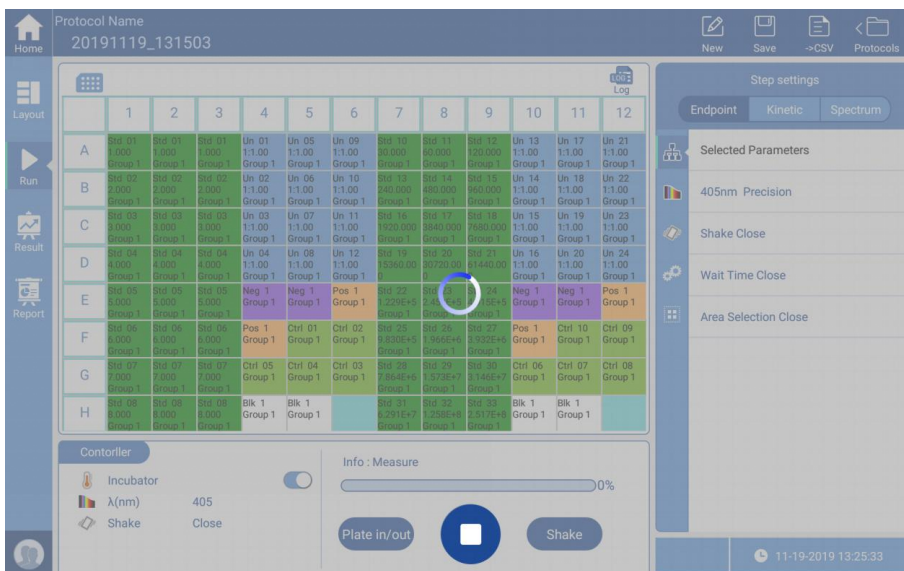 Protocol Name
20191119_131503
Home
New
Save
->CSV
Protocols
Layout
Run
Result
Report
LOG
Log
1 2 3 4 5 6 7 8 9 10 11 12
A
Std 01 Std 01 Std 01 Un 01 Un 05 Un 09 Std 10 Std 11 Std 12 Un 13 Un 17 Un 21
1.000 1.000 1.000 1:1.00 1:1.00 1:1.00 30.000 60.000 120.000 1:1.00 1:1.00 1:1.00
Group 1 Group 1 Group 1 Group 1 Group 1 Group 1 Group 1 Group 1 Group 1 Group 1 Group 1 Group 1
B
Std 02 Std 02 Std 02 Un 02 Un 06 Un 10 Std 13 Std 14 Std 15 Un 14 Un 18 Un 22
2.000 2.000 2.000 1:1.00 1:1.00 1:1.00 240.000 480.000 960.000 1:1.00 1:1.00 1:1.00
Group 1 Group 1 Group 1 Group 1 Group 1 Group 1 Group 1 Group 1 Group 1 Group 1 Group 1 Group 1
C
Std 03 Std 03 Std 03 Un 03 Un 07 Un 11 Std 16 Std 17 Std 18 Un 15 Un 19 Un 23
3.000 3.000 3.000 1:1.00 1:1.00 1:1.00 1920.000 3840.000 7680.000 1:1.00 1:1.00 1:1.00
Group 1 Group 1 Group 1 Group 1 Group 1 Group 1 Group 1 Group 1 Group 1 Group 1 Group 1 Group 1
D
Std 04 Std 04 Std 04 Un 04 Un 08 Un 12 Std 19 Std 20 Std 21 Un 16 Un 20 Un 24
4.000 4.000 4.000 1:1.00 1:1.00 1:1.00 15360.00 30720.00 61440.00 1:1.00 1:1.00 1:1.00
Group 1 Group 1 Group 1 Group 1 Group 1 Group 1 0 0 0 Group 1 Group 1 Group 1
E
Std 05 Std 05 Std 05 Neg 1 Neg 1 Pos 1 Std 22 Neg 1 Neg 1 Pos 1
5.000 5.000 5.000 Group 1 Group 1 Group 1 1.229E+5 Group 1 Group 1 Group 1
Group 1 Group 1 Group 1 Group 1 Group 1 Group 1
F
Std 06 Std 06 Std 06 Pos 1 Ctrl 01 Ctrl 02 Std 25 Std 26 Std 27 Pos 1 Ctrl 10 Ctrl 09
6.000 6.000 6.000 Group 1 Group 1 Group 1 9.830E+5 1.966E+6 3.932E+6 Group 1 Group 1 Group 1
Group 1 Group 1 Group 1 Group 1 Group 1 Group 1
G
Std 07 Std 07 Std 07 Ctrl 05 Ctrl 04 Ctrl 03 Std 28 Std 29 Std 30 Ctrl 06 Ctrl 07 Ctrl 08
7.000 7.000 7.000 Group 1 Group 1 Group 1 7.864E+6 1.573E+7 3.146E+7 Group 1 Group 1 Group 1
Group 1 Group 1 Group 1 Group 1 Group 1 Group 1
H
Std 08 Std 08 Std 08 Blk 1 Blk 1 Std 31 Std 32 Std 33 Blk 1 Blk 1
8.000 8.000 8.000 Group 1 Group 1 6.291E+7 1.258E+8 2.517E+8 Group 1 Group 1
Group 1 Group 1 Group 1 Group 1 Group 1 Group 1
Step settings
Endpoint Kinetic Spectrum
Selected Parameters
405nm Precision
Shake Close
Wait Time Close
Area Selection Close
Contorller
Incubator
λ(nm) 405
Shake Close
Info : Measure
0%
Plate in/out
Shake
11-19-2019 13:25:33